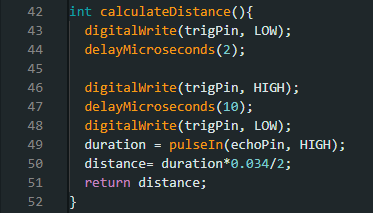 42 int calculateDistance(){
43   digitalWrite(trigPin, LOW);
44   delayMicroseconds(2);
45
46   digitalWrite(trigPin, HIGH);
47   delayMicroseconds(10);
48   digitalWrite(trigPin, LOW);
49   duration = pulseIn(echoPin, HIGH);
50   distance= duration*0.034/2;
51   return distance;
52 }